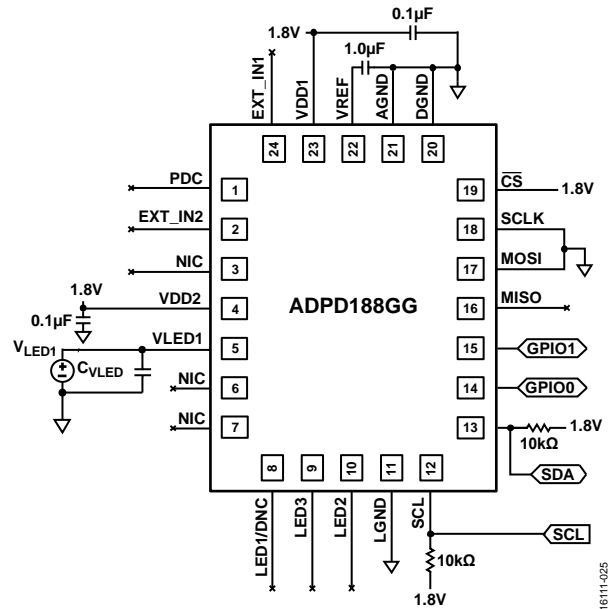 1.8V
0.1µF
1.0µF
EXT_IN1
VDD1
VREF
AGND
DGND
24
23
22
21
20
PDC
1
EXT_IN2
2
NIC
3
1.8V
VDD2
4
0.1µF
VLED1
5
VLED1
CVLED
NIC
6
NIC
7
ADPD188GG
19
CS
1.8V
18
SCLK
17
MOSI
16
MISO
15
GPIO1
14
GPIO0
13
1.8V
10kΩ
SDA
8
9
10
11
12
LED1/DNC
LED3
LED2
LGND
SCL
SCL
10kΩ
1.8V
16111-025